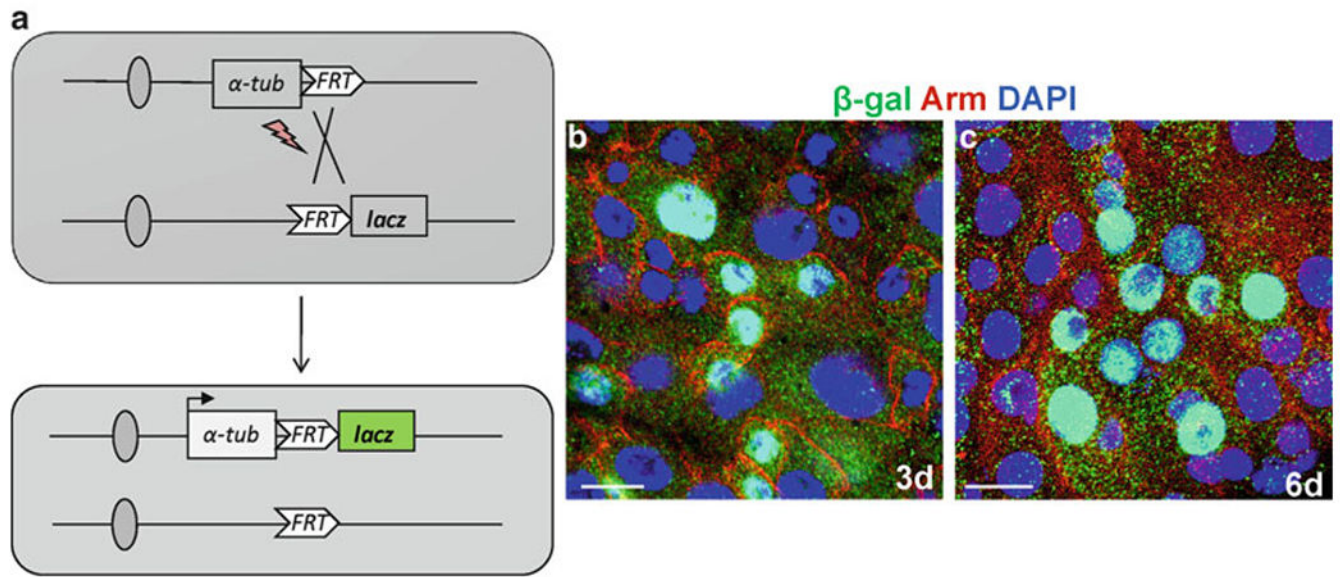 a
α-tub FRT
FRT lacz
α-tub FRT lacz
FRT
β-gal Arm DAPI
b
3d
c
6d